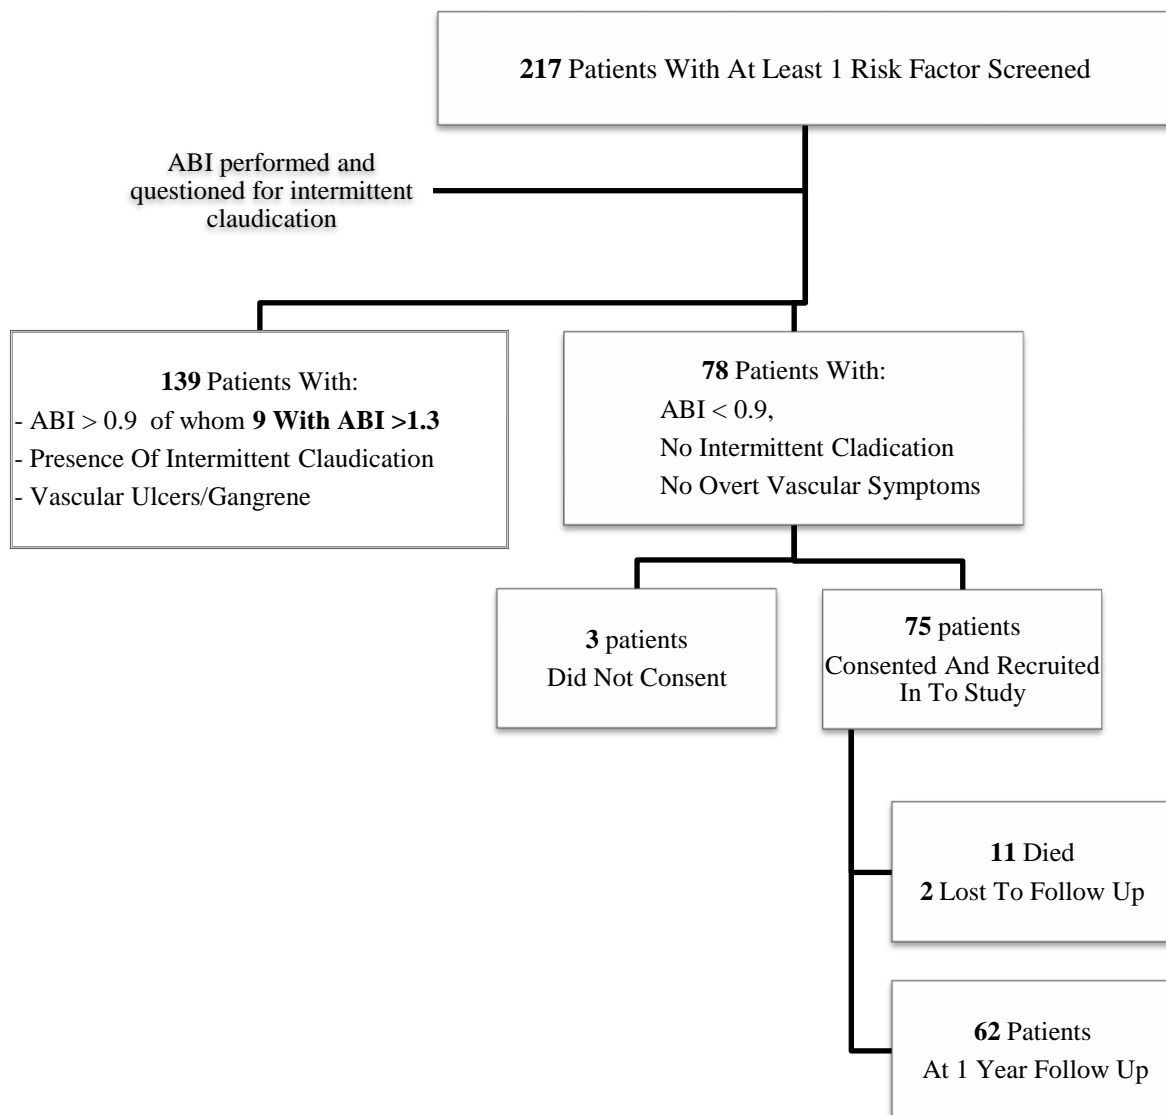 217 Patients With At Least 1 Risk Factor Screened
ABI performed and
questioned for intermittent
claudication
139 Patients With:
- ABI > 0.9 of whom 9 With ABI >1.3
- Presence Of Intermittent Claudication
- Vascular Ulcers/Gangrene
78 Patients With:
ABI < 0.9,
No Intermittent Cladication
No Overt Vascular Symptoms
3 patients
Did Not Consent
75 patients
Consented And Recruited
In To Study
11 Died
2 Lost To Follow Up
62 Patients
At 1 Year Follow Up